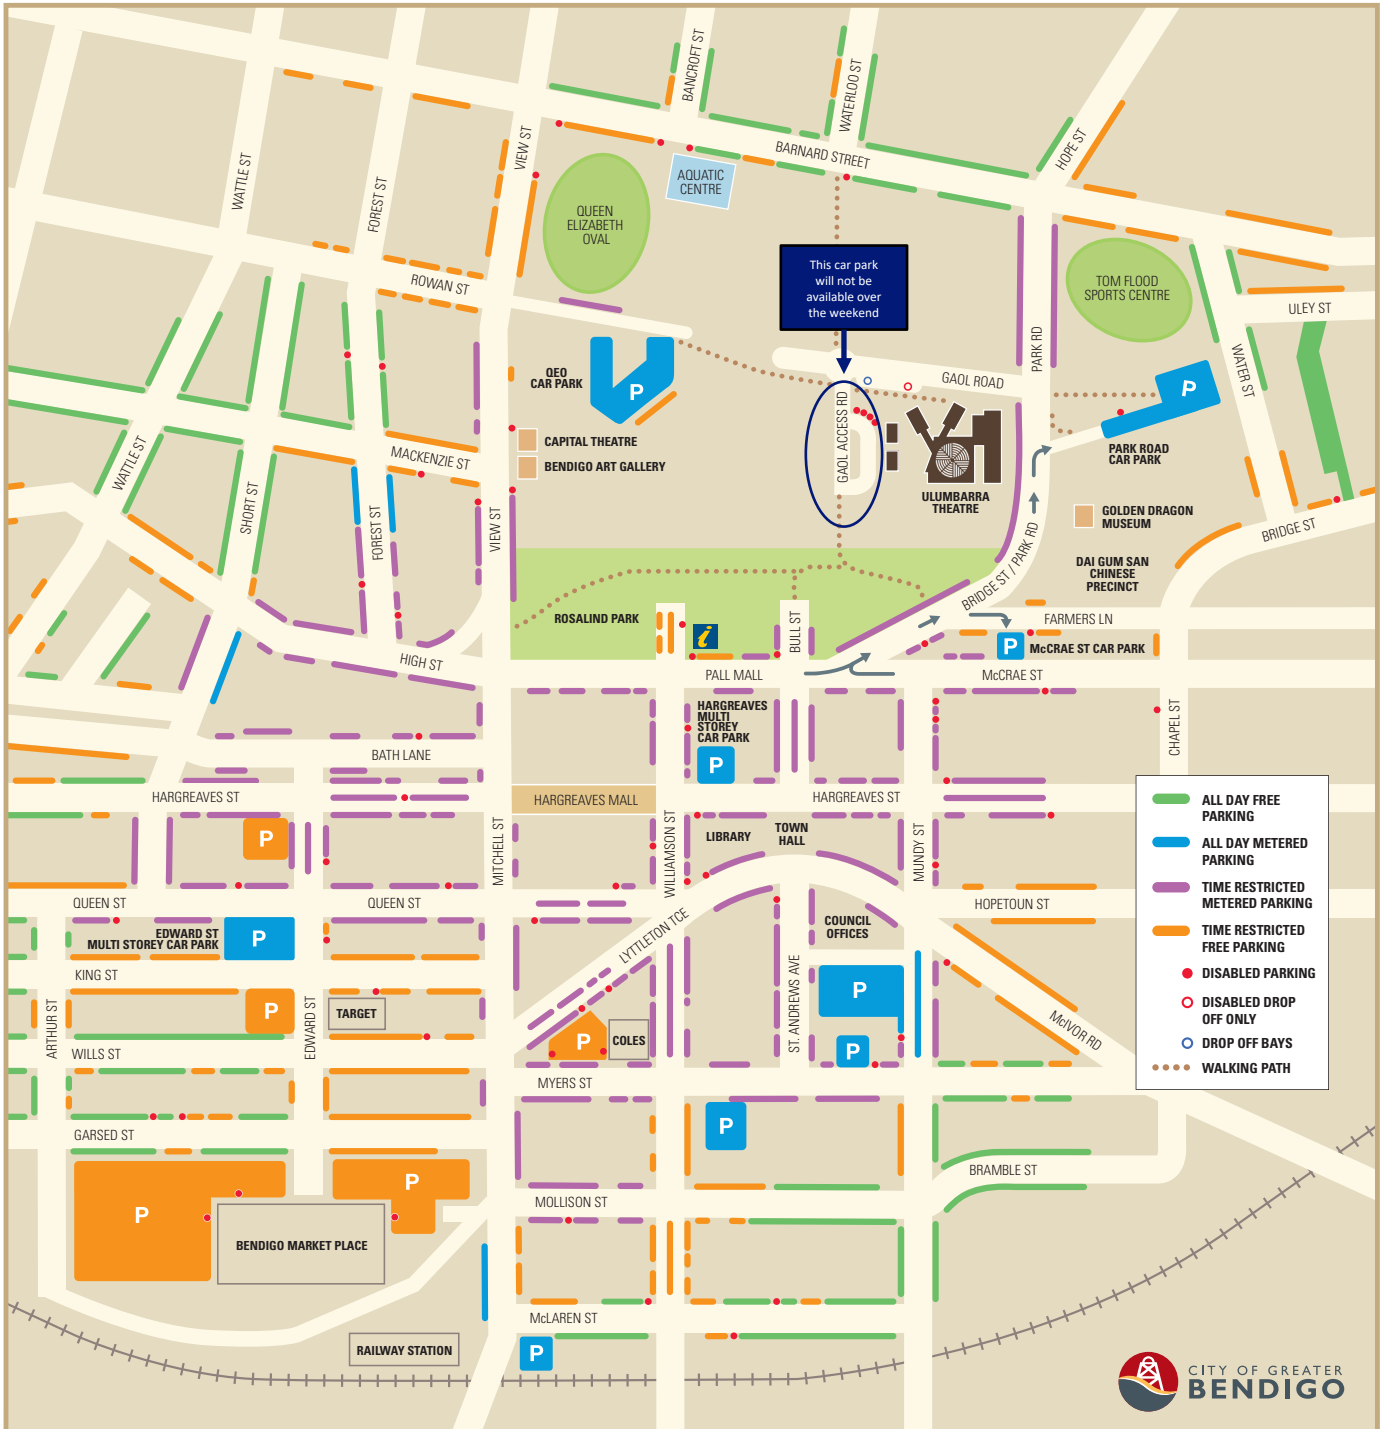 BANCROFT ST
WATERLOO ST
HOPE ST
VIEW ST
WATTLE ST
FOREST ST
BARNARD STREET
AQUATIC
CENTRE
QUEEN
ELIZABETH
OVAL
ROWAN ST
This car park
will not be
available over
the weekend
TOM FLOOD
SPORTS CENTRE
ULEY ST
PARK RD
WATER ST
GAOL ROAD
QEO
CAR PARK
P
P
GAOL ACCESS RD
CAPITAL THEATRE
BENDIGO ART GALLERY
PARK ROAD
CAR PARK
MACKENZIE ST
WATTLE ST
SHORT ST
FOREST ST
VIEW ST
ULUMBARRA
THEATRE
GOLDEN DRAGON
MUSEUM
BRIDGE ST
DAI GUM SAN
CHINESE
PRECINCT
BRIDGE ST / PARK RD
ROSALIND PARK
i
BULL ST
FARMERS LN
P
McCRAE ST CAR PARK
HIGH ST
PALL MALL
McCRAE ST
HARGREAVES
MULTI
STOREY
CAR PARK
P
CHAPEL ST
BATH LANE
HARGREAVES ST
HARGREAVES MALL
HARGREAVES ST
P
MITCHELL ST
WILLIAMSON ST
LIBRARY
TOWN
HALL
MUNDY ST
QUEEN ST
QUEEN ST
HOPETOUN ST
EDWARD ST
MULTI STOREY CAR PARK
P
LYTTLETON TCE
COUNCIL
OFFICES
KING ST
ARTHUR ST
P
EDWARD ST
TARGET
P
COLES
ST. ANDREWS AVE
P
P
McIVOR RD
WILLS ST
MYERS ST
P
GARSED ST
BRAMBLE ST
P
P
MOLLISON ST
BENDIGO MARKET PLACE
McLAREN ST
RAILWAY STATION
P
ALL DAY FREE
PARKING
ALL DAY METERED
PARKING
TIME RESTRICTED
METERED PARKING
TIME RESTRICTED
FREE PARKING
DISABLED PARKING
DISABLED DROP
OFF ONLY
DROP OFF BAYS
WALKING PATH
CITY OF GREATER
BENDIGO